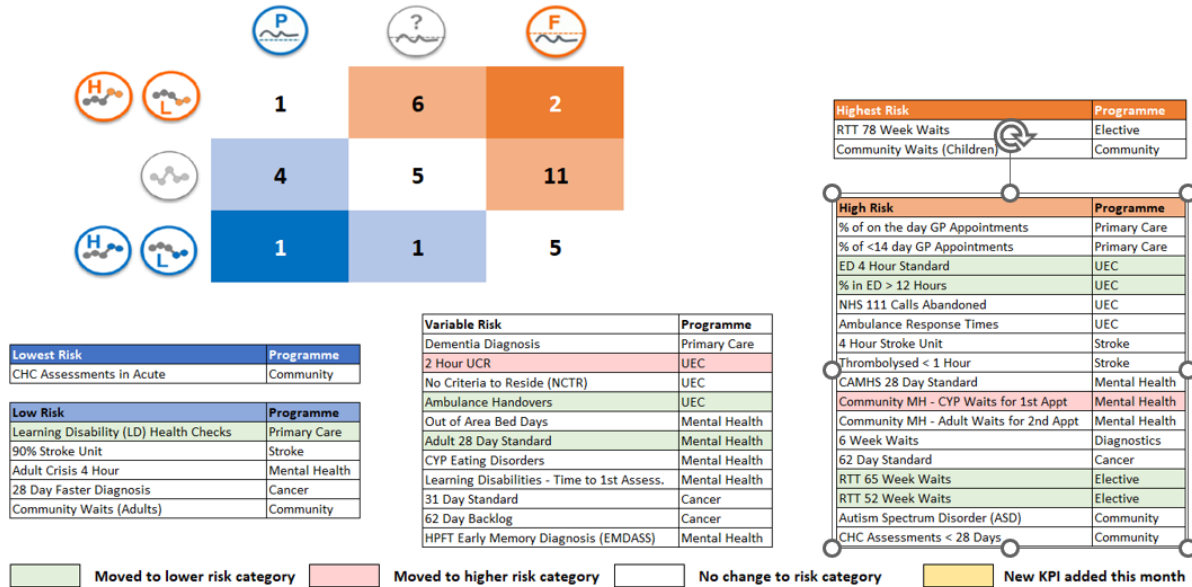 P ? F
H L 1 6 2
4 5 11
H L 1 1 5
Highest Risk Programme
RTT 78 Week Waits Elective
Community Waits (Children) Community
High Risk Programme
% of on the day GP Appointments Primary Care
% of <14 day GP Appointments Primary Care
ED 4 Hour Standard UEC
% in ED > 12 Hours UEC
NHS 111 Calls Abandoned UEC
Ambulance Response Times UEC
4 Hour Stroke Unit Stroke
Thrombolysed < 1 Hour Stroke
CAMHS 28 Day Standard Mental Health
Community MH - CYP Waits for 1st Appt Mental Health
Community MH - Adult Waits for 2nd Appt Mental Health
6 Week Waits Diagnostics
62 Day Standard Cancer
RTT 65 Week Waits Elective
RTT 52 Week Waits Elective
Autism Spectrum Disorder (ASD) Community
CHC Assessments < 28 Days Community
Variable Risk Programme
Dementia Diagnosis Primary Care
2 Hour UCR UEC
No Criteria to Reside (NCTR) UEC
Ambulance Handovers UEC
Out of Area Bed Days Mental Health
Adult 28 Day Standard Mental Health
CYP Eating Disorders Mental Health
Learning Disabilities - Time to 1st Assess. Mental Health
31 Day Standard Cancer
62 Day Backlog Cancer
HPFT Early Memory Diagnosis (EMDASS) Mental Health
Lowest Risk Programme
CHC Assessments in Acute Community
Low Risk Programme
Learning Disability (LD) Health Checks Primary Care
90% Stroke Unit Stroke
Adult Crisis 4 Hour Mental Health
28 Day Faster Diagnosis Cancer
Community Waits (Adults) Community
Moved to lower risk category Moved to higher risk category No change to risk category New KPI added this month